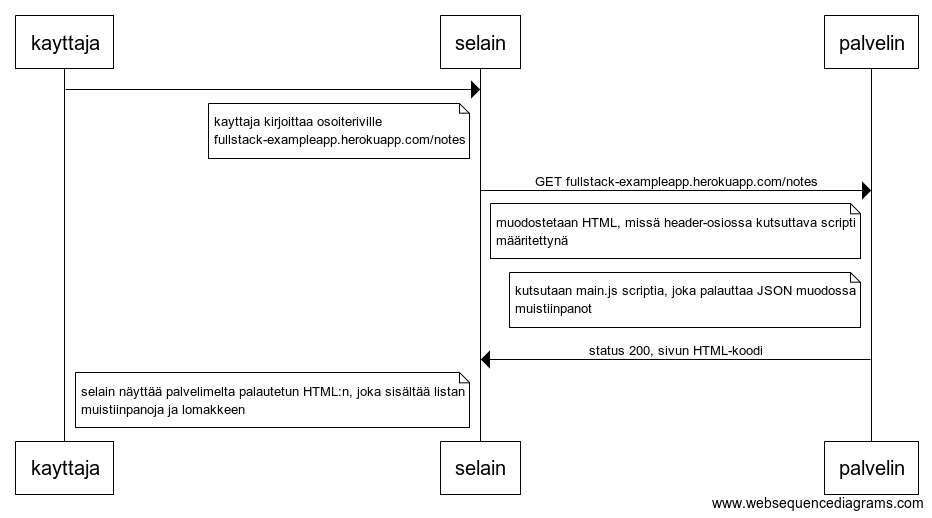 kayttaja
selain
palvelin
kayttaja kirjoittaa osoiteriville
fullstack-exampleapp.herokuapp.com/notes
GET fullstack-exampleapp.herokuapp.com/notes
muodostetaan HTML, missä header-osiossa kutsuttava scripti
määritettynä
kutsutaan main.js scriptia, joka palauttaa JSON muodossa
muistiinpanot
status 200, sivun HTML-koodi
selain näyttää palvelimelta palautetun HTML:n, joka sisältää listan
muistiinpanoja ja lomakkeen
kayttaja
selain
palvelin
www.websequencediagrams.com